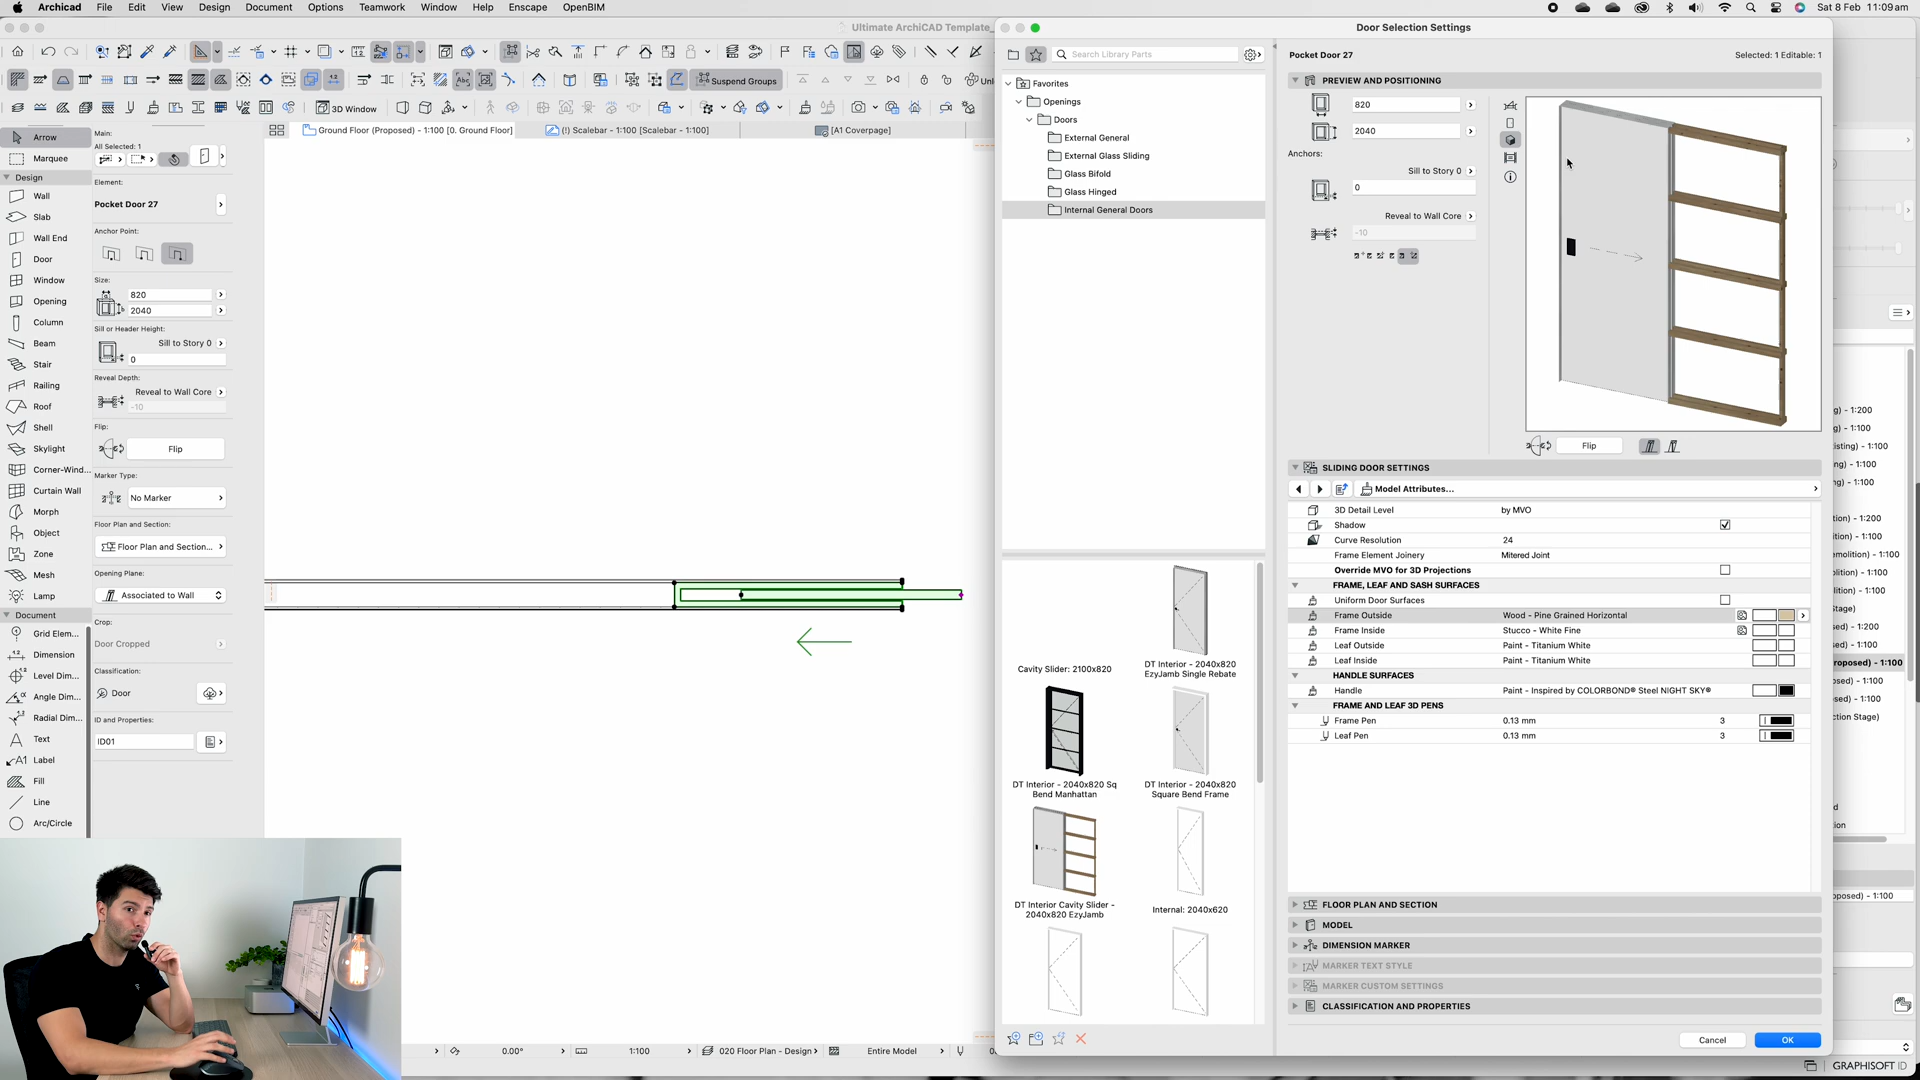 Archicad File Edit View Design Document Options Teamwork Window Help Enscape OpenBIM
Sat 8 Feb 11:09 am
Ultimate ArchiCAD Template_
Door Selection Settings
Suspend Groups
3D Window
Ground Floor (Proposed) - 1:100 [0. Ground Floor]
(!) Scalebar - 1:100 [Scalebar - 1:100]
[A1 Coverpage]
Arrow
Marquee
Design
Wall
Slab
Wall End
Door
Window
Opening
Column
Beam
Stair
Railing
Roof
Shell
Skylight
Corner-Wind...
Curtain Wall
Morph
Object
Zone
Mesh
Lamp
Document
Grid Elem...
Dimension
Level Dim...
Angle Dim...
Radial Dim...
Text
A1 Label
Fill
Line
Arc/Circle
Main:
All Selected: 1
Element:
Pocket Door 27
Anchor Point:
Size:
820
2040
Sill or Header Height:
Sill to Story 0
0
Reveal Depth:
Reveal to Wall Core
-10
Flip:
Flip
Marker Type:
No Marker
Floor Plan and Section:
Floor Plan and Section...
Opening Plane:
Associated to Wall
Crop:
Door Cropped
Classification:
Door
ID and Properties:
ID01
0.00°
1:100
020 Floor Plan - Design
Entire Model
Search Library Parts
Favorites
Openings
Doors
External General
External Glass Sliding
Glass Bifold
Glass Hinged
Internal General Doors
Cavity Slider: 2100x820
DT Interior - 2040x820
EzyJamb Single Rebate
DT Interior - 2040x820 Sq
Bend Manhattan
DT Interior - 2040x820
Square Bend Frame
DT Interior Cavity Slider -
2040x820 EzyJamb
Internal: 2040x620
Pocket Door 27
Selected: 1 Editable: 1
PREVIEW AND POSITIONING
820
2040
Anchors:
Sill to Story 0
0
Reveal to Wall Core
-10
Flip
SLIDING DOOR SETTINGS
Model Attributes...
3D Detail Level by MVO
Shadow
Curve Resolution 24
Frame Element Joinery Mitered Joint
Override MVO for 3D Projections
FRAME, LEAF AND SASH SURFACES
Uniform Door Surfaces
Frame Outside Wood - Pine Grained Horizontal
Frame Inside Stucco - White Fine
Leaf Outside Paint - Titanium White
Leaf Inside Paint - Titanium White
HANDLE SURFACES
Handle Paint - Inspired by COLORBOND® Steel NIGHT SKY®
FRAME AND LEAF 3D PENS
Frame Pen 0.13 mm 3
Leaf Pen 0.13 mm 3
FLOOR PLAN AND SECTION
MODEL
DIMENSION MARKER
MARKER TEXT STYLE
MARKER CUSTOM SETTINGS
CLASSIFICATION AND PROPERTIES
Cancel
OK
GRAPHISOFT ID